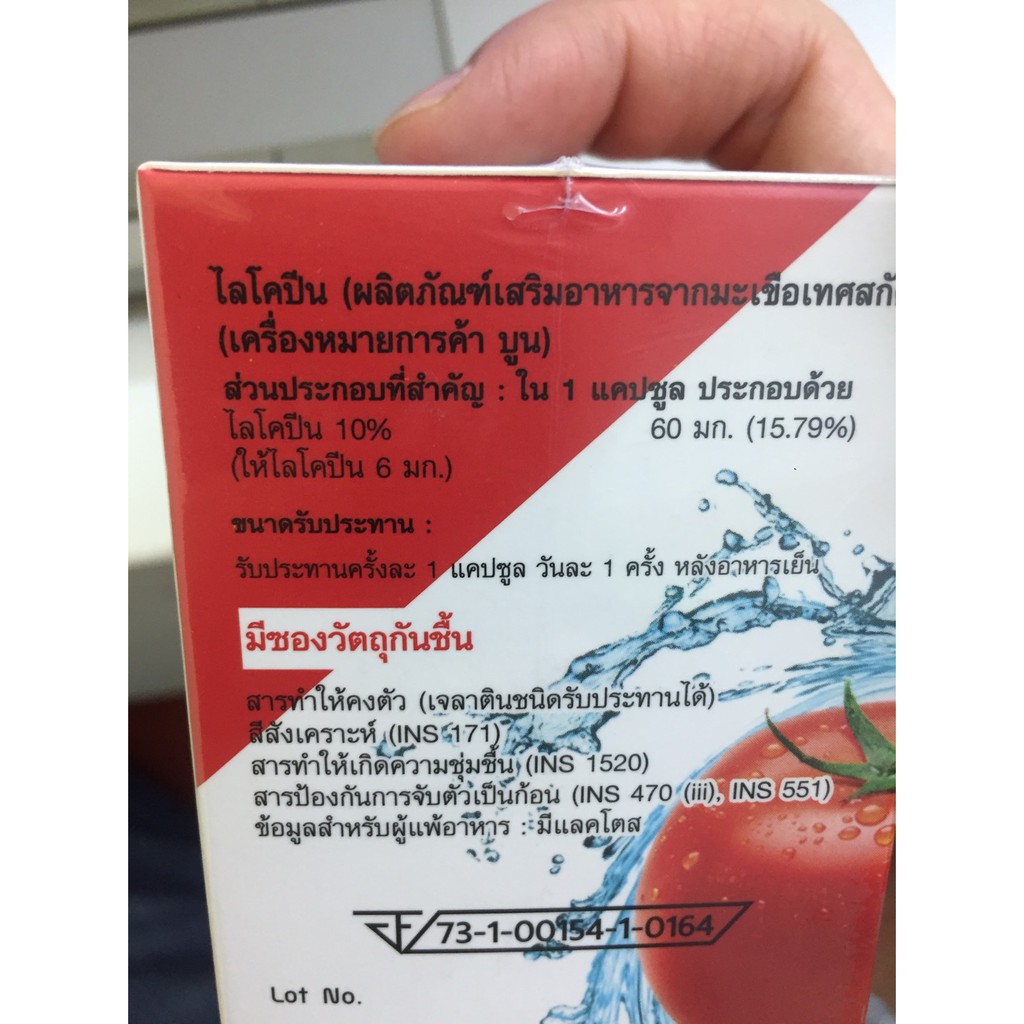 ไลโคปีน (ผลิตภัณฑ์เสริมอาหารจากมะเขือเทศสกั
(เครื่องหมายการค้า บูน)
ส่วนประกอบที่สำคัญ : ใน 1 แคปซูล ประกอบด้วย
ไลโคปีน 10% 60 มก. (15.79%)
(ให้ไลโคปีน 6 มก.)
ขนาดรับประทาน :
รับประทานครั้งละ 1 แคปซูล วันละ 1 ครั้ง หลังอาหารเย็น
มีซองวัตถุกันชื้น
สารทำให้คงตัว (เจลาตินชนิดรับประทานได้)
สีสังเคราะห์ (INS 171)
สารทำให้เกิดความชุ่มชื้น (INS 1520)
สารป้องกันการจับตัวเป็นก้อน (INS 470 (iii), INS 551)
ข้อมูลสำหรับผู้แพ้อาหาร : มีแลคโตส
73-1-00154-1-0164
Lot No.